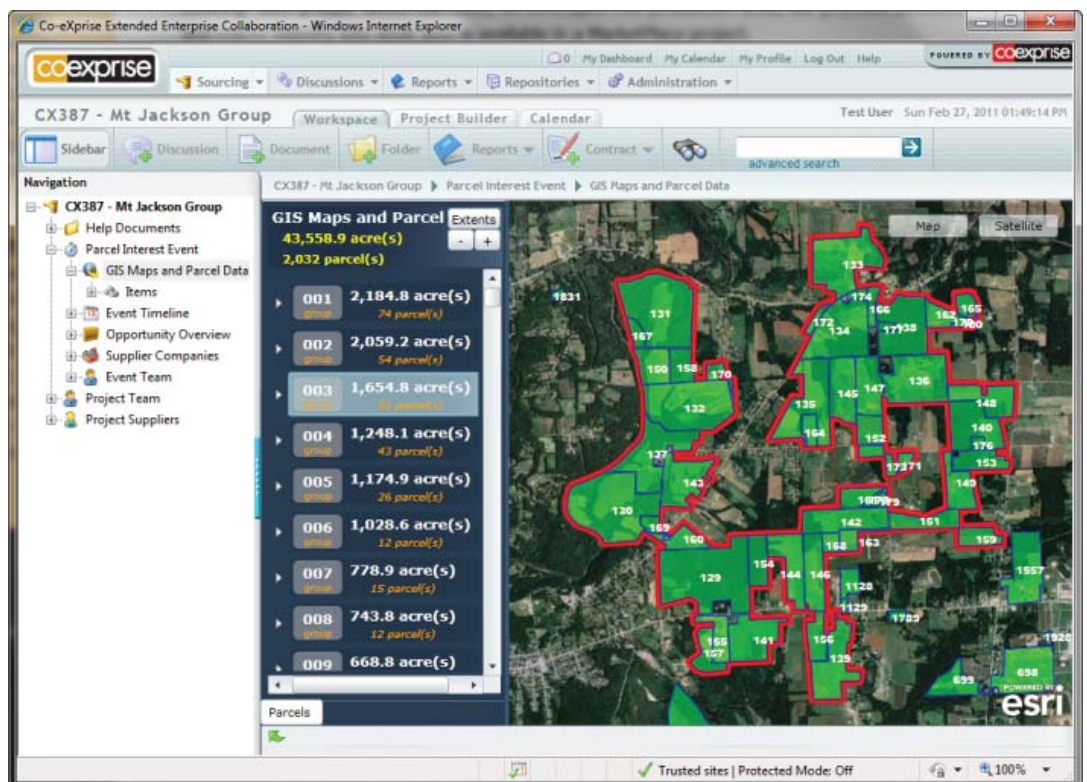 Co-eXprise Extended Enterprise Collaboration - Windows Internet Explorer
coexprise
0 My Dashboard My Calendar My Profile Log Out Help
POWERED BY coexprise
Sourcing Discussions Reports Repositories Administration
CX387 - Mt Jackson Group Workspace Project Builder Calendar Test User Sun Feb 27, 2011 01:49:14 PM
Sidebar Discussion Document Folder Reports Contract
advanced search
Navigation
CX387 - Mt Jackson Group
Help Documents
Parcel Interest Event
GIS Maps and Parcel Data
Items
Event Timeline
Opportunity Overview
Supplier Companies
Event Team
Project Team
Project Suppliers
CX387 - Mt Jackson Group Parcel Interest Event GIS Maps and Parcel Data
GIS Maps and Parcel Extents
43,558.9 acre(s) - +
2,032 parcel(s)
001 2,184.8 acre(s)
group 74 parcel(s)
002 2,059.2 acre(s)
group 54 parcel(s)
003 1,654.8 acre(s)
004 1,248.1 acre(s)
group 43 parcel(s)
005 1,174.9 acre(s)
group 26 parcel(s)
006 1,028.6 acre(s)
group 12 parcel(s)
007 778.9 acre(s)
group 15 parcel(s)
008 743.8 acre(s)
group 12 parcel(s)
009 668.8 acre(s)
Parcels
Map Satellite
133
1831
174
131
166
165
162
172
134
138
167
150
158
170
136
147
145
132
135
148
164
140
152
176
137
153
143
149
130
142
151
169
160
168
163
159
154
129
144
146
1557
1128
1129
1789
155
141
156
157
139
1928
699
698
POWERED BY
esri
Trusted sites | Protected Mode: Off 100%